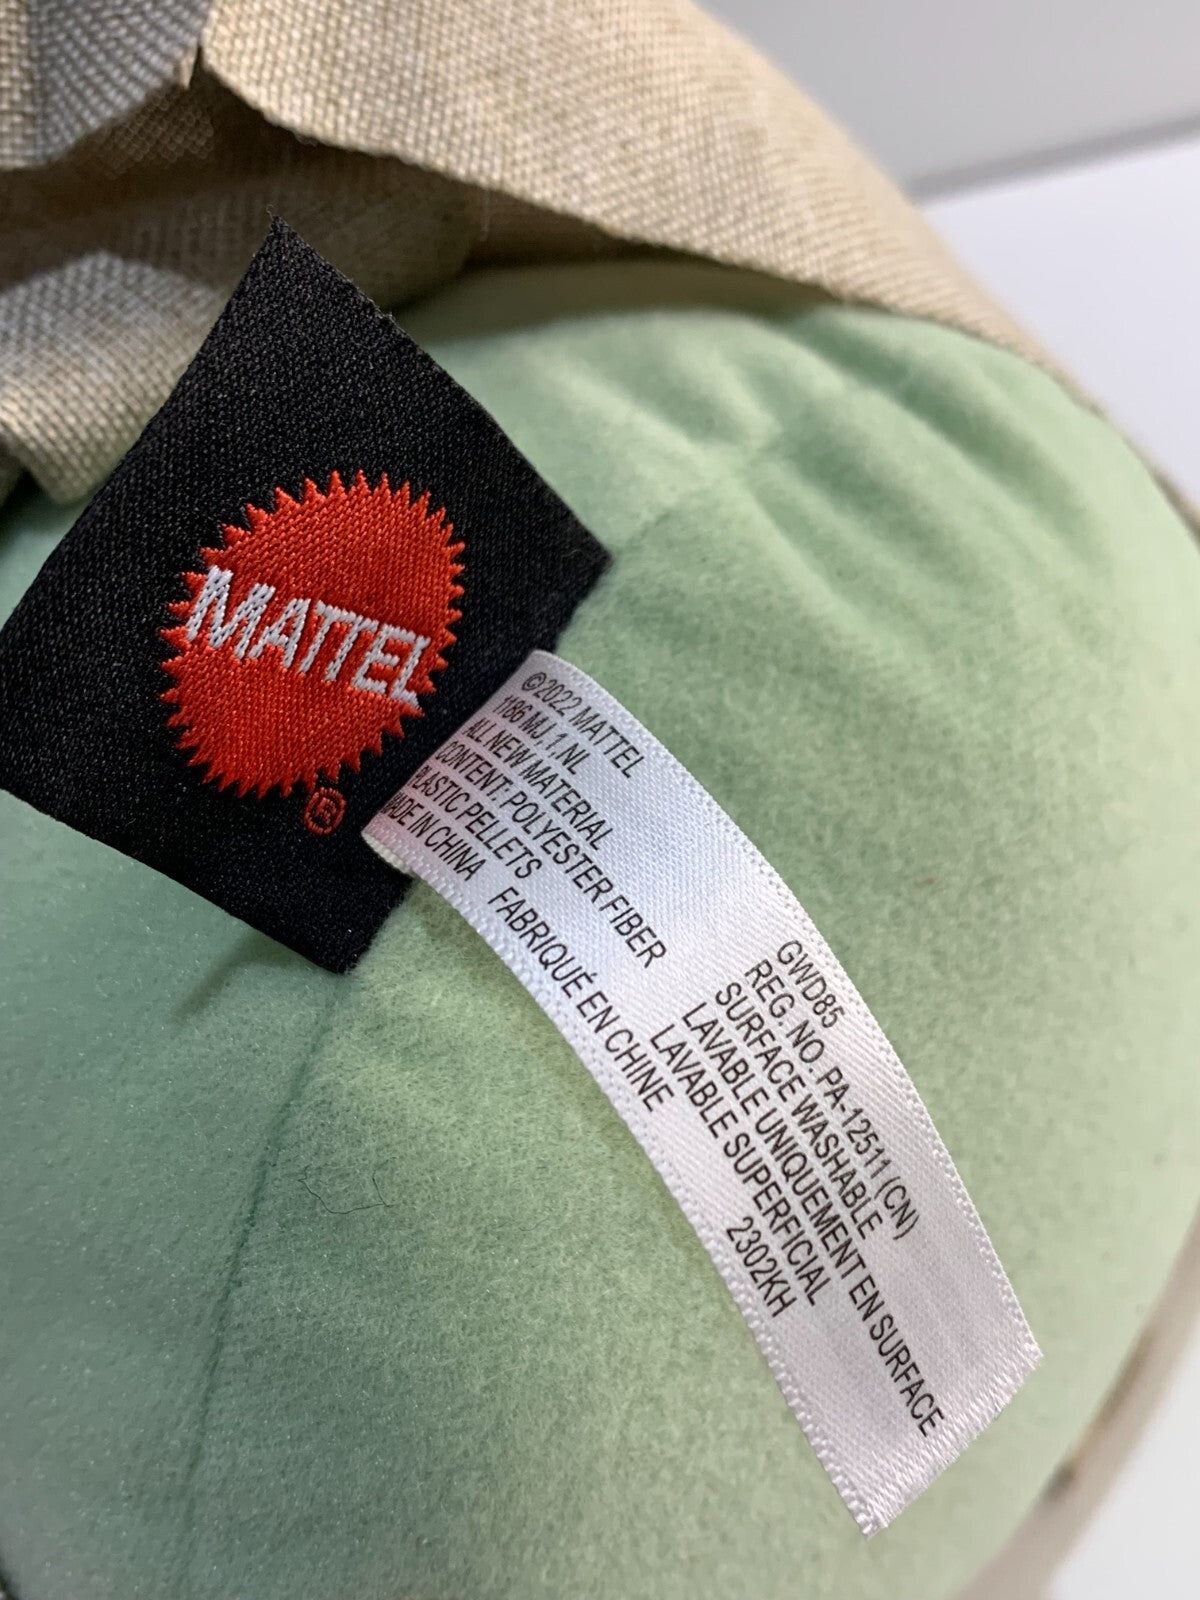 MATTEL
®
©2022 MATTEL
1186 MJ, 1, NL
ALL NEW MATERIAL
CONTENT: POLYESTER FIBER
PLASTIC PELLETS
MADE IN CHINA FABRIQUÉ EN CHINE
GWD85
REG. NO. PA-12511 (CN)
SURFACE WASHABLE
LAVABLE UNIQUEMENT EN SURFACE
LAVABLE SUPERFICIAL
2302KH